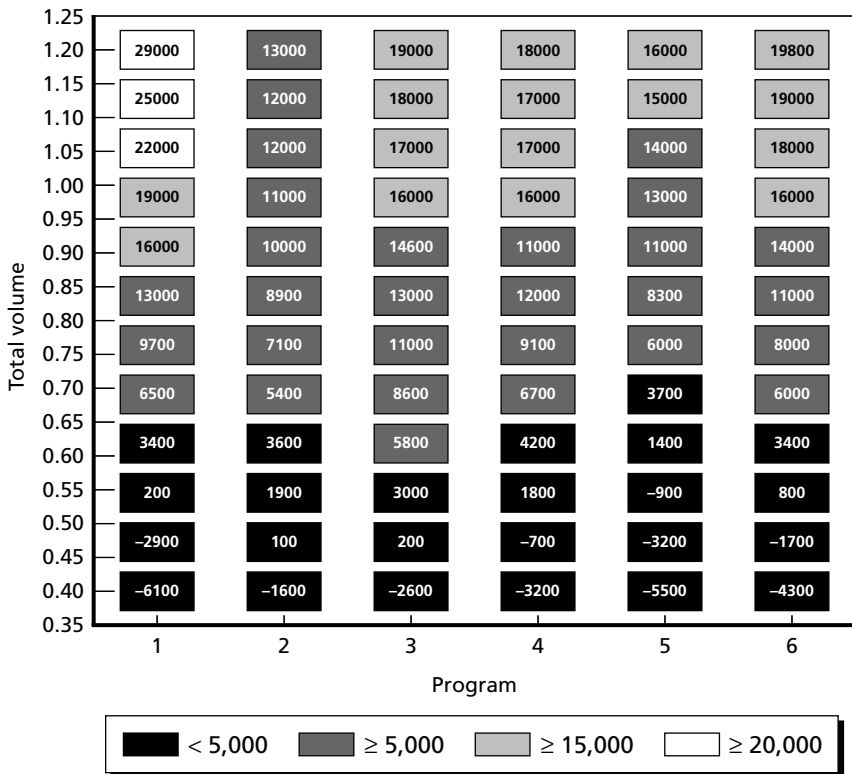 1.25
1.20 29000 13000 19000 18000 16000 19800
1.15
1.10 25000 12000 18000 17000 15000 19000
1.05 22000 12000 17000 17000 14000 18000
1.00
0.95 19000 11000 16000 16000 13000 16000
0.90 16000 10000 14600 11000 11000 14000
0.85 13000 8900 13000 12000 8300 11000
0.80
0.75 9700 7100 11000 9100 6000 8000
0.70 6500 5400 8600 6700 3700 6000
0.65
0.60 3400 3600 5800 4200 1400 3400
0.55 200 1900 3000 1800 –900 800
0.50
0.45 –2900 100 200 –700 –3200 –1700
0.40 –6100 –1600 –2600 –3200 –5500 –4300
0.35
Total volume
1 2 3 4 5 6
Program
< 5,000 ≥ 5,000 ≥ 15,000 ≥ 20,000